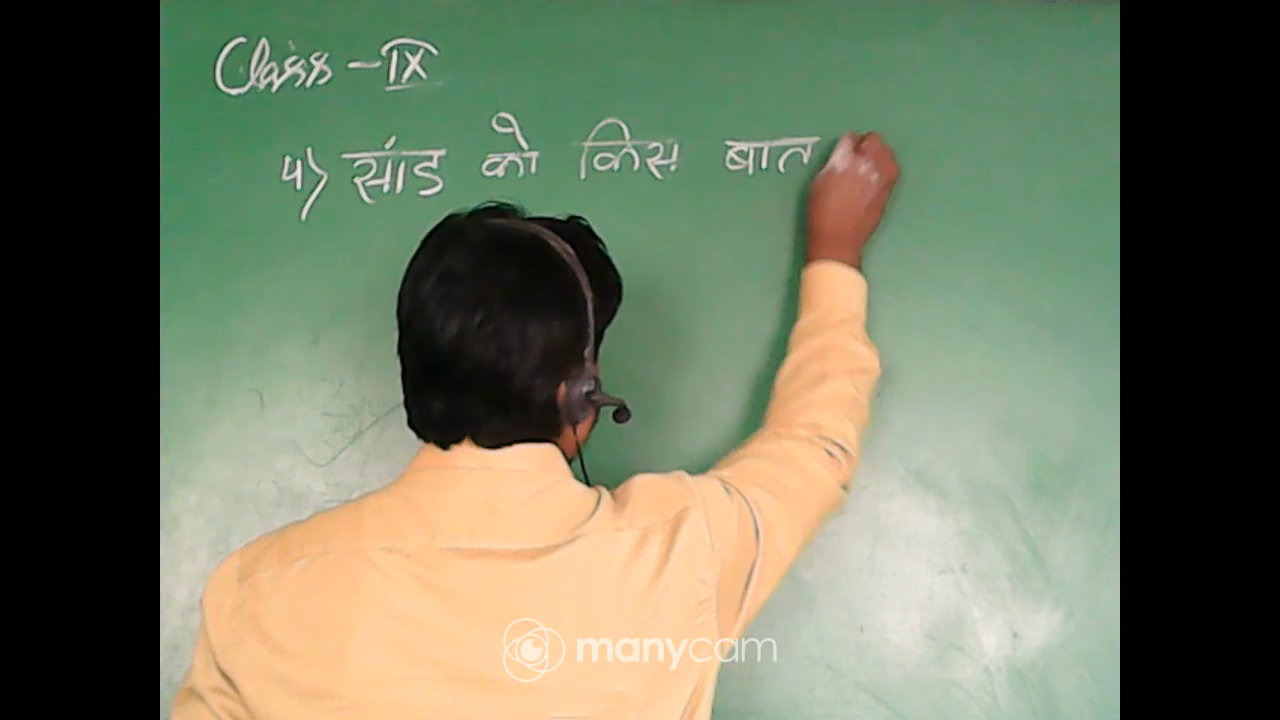 Class - IX
4) सांड को किस बात
manycam